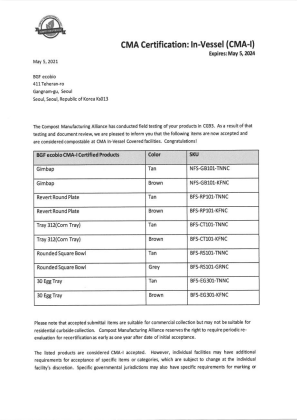 CMA Certification: In-Vessel (CMA-I)
Expires: May 5, 2024
May 5, 2021
BGF ecobio
411 Teheran-ro
Gangnam-gu, Seoul
Seoul, Seoul, Republic of Korea Ks013
The Compost Manufacturing Alliance has conducted field testing of your products in CG93. As a result of that
testing and document review, we are pleased to inform you that the following items are now accepted and
are considered compostable at CMA In-Vessel Covered facilities. Congratulations!
BGF ecobio CMA-I Certified Products Color SKU
Gimbap Tan NFS-GB101-TNNC
Gimbap Brown NFS-GB101-KFNC
Revert Round Plate Tan BFS-RP101-TNNC
Revert Round Plate Brown BFS-RP101-KFNC
Tray 312(Corn Tray) Tan BFS-CT101-TNNC
Tray 312(Corn Tray) Brown BFS-CT101-KFNC
Rounded Square Bowl Tan BFS-RS101-TNNC
Rounded Square Bowl Grey BFS-RS101-GRNC
30 Egg Tray Tan BFS-EG301-TNNC
30 Egg Tray Brown BFS-EG301-KFNC
Please note that accepted submittal items are suitable for commercial collection but may not be suitable for
residential curbside collection. Compost Manufacturing Alliance reserves the right to require periodic re-
evaluation for recertification as early as one year after date of initial acceptance.
The listed products are considered CMA-I accepted. However, individual facilities may have additional
requirements for acceptance of specific items or categories, which are subject to change at the individual
facility's discretion. Specific governmental jurisdictions may also have specific requirements for marking or